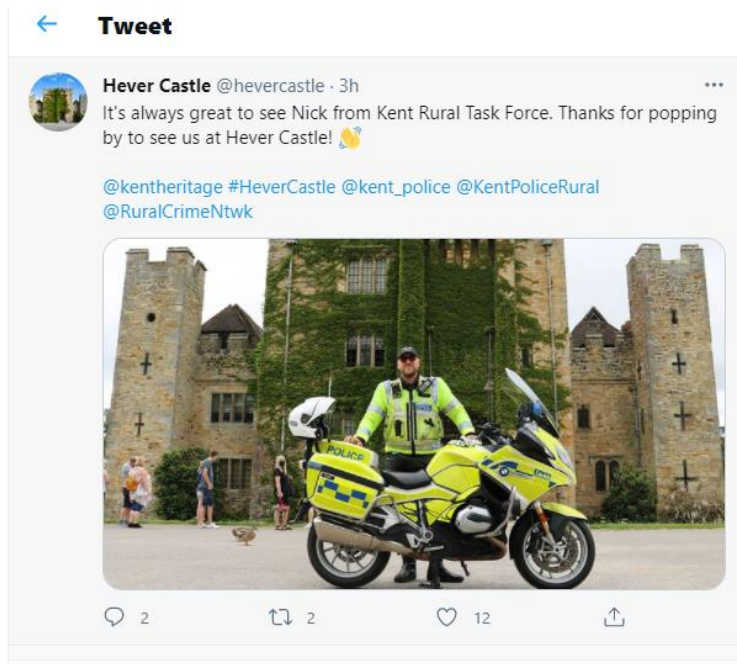 Tweet
Hever Castle @hevercastle · 3h
It's always great to see Nick from Kent Rural Task Force. Thanks for popping
by to see us at Hever Castle! 👋
@kentheritage #HeverCastle @kent_police @KentPoliceRural
@RuralCrimeNtwk
POLICE
2
2
12